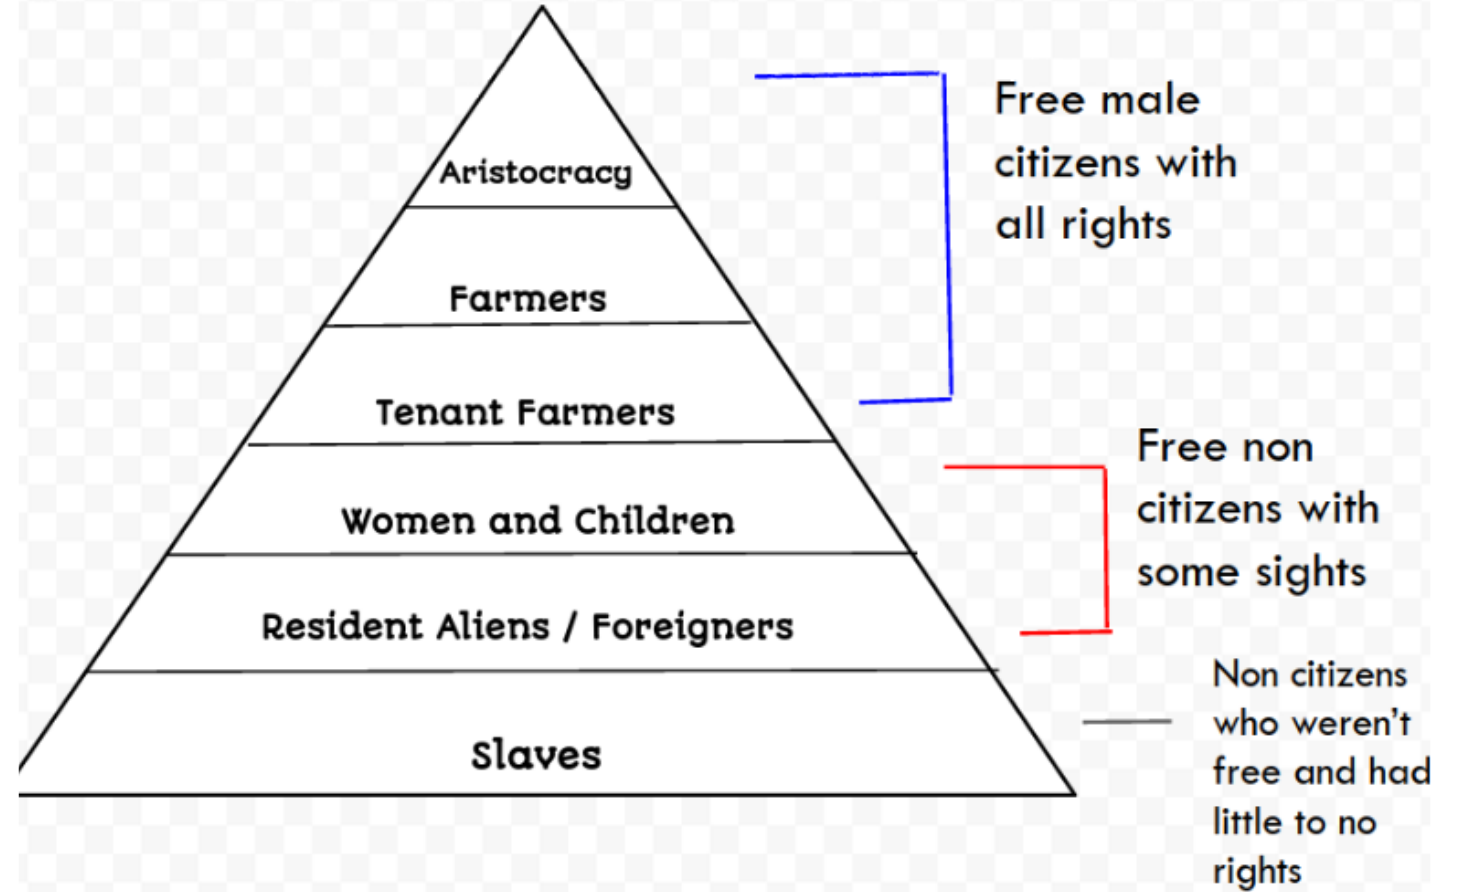 Aristocracy
Farmers
Tenant Farmers
Women and Children
Resident Aliens / Foreigners
Slaves
Free male
citizens with
all rights
Free non
citizens with
some sights
Non citizens
who weren't
free and had
little to no
rights